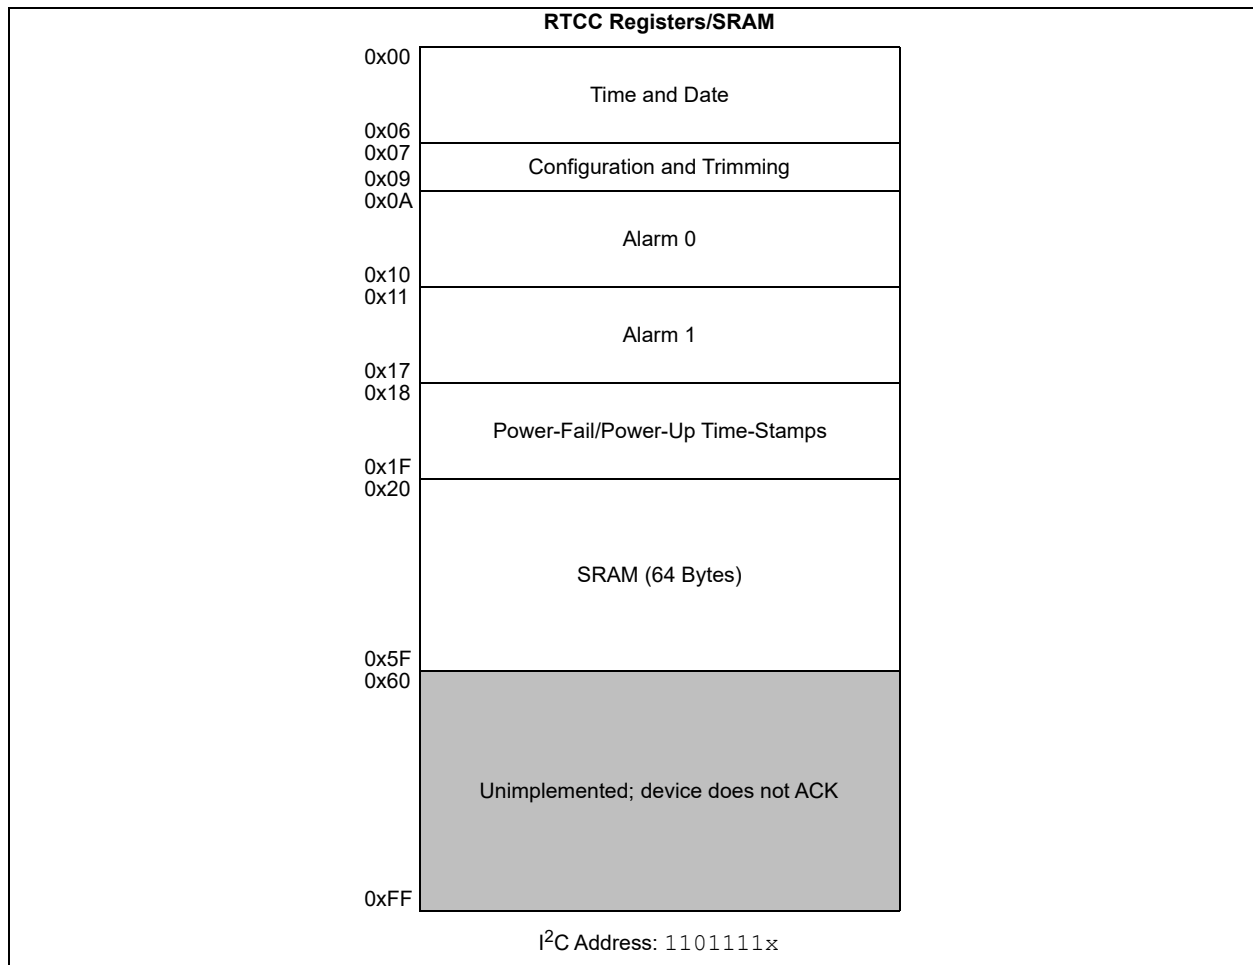 RTCC Registers/SRAM
0x00
Time and Date
0x06
0x07
Configuration and Trimming
0x09
0x0A
Alarm 0
0x10
0x11
Alarm 1
0x17
0x18
Power-Fail/Power-Up Time-Stamps
0x1F
0x20
SRAM (64 Bytes)
0x5F
0x60
Unimplemented; device does not ACK
0xFF
I²C Address: 1101111x